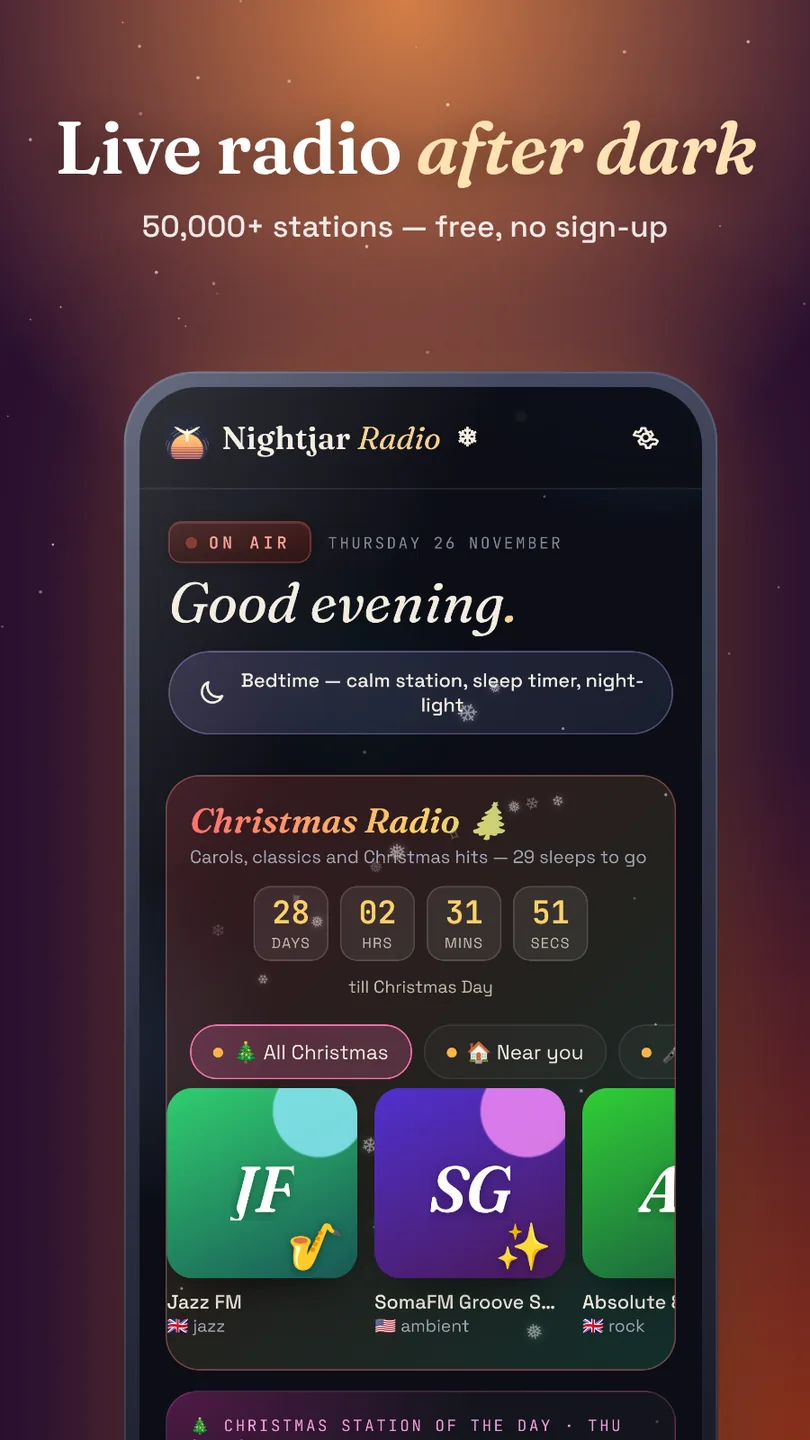 Live radio after dark
50,000+ stations — free, no sign-up
Nightjar Radio
ON AIR THURSDAY 26 NOVEMBER
Good evening.
Bedtime — calm station, sleep timer, night-
light
Christmas Radio
Carols, classics and Christmas hits — 29 sleeps to go
28 02 31 51
DAYS HRS MINS SECS
till Christmas Day
All Christmas Near you
JF SG A
Jazz FM SomaFM Groove S... Absolute
jazz ambient rock
CHRISTMAS STATION OF THE DAY · THU